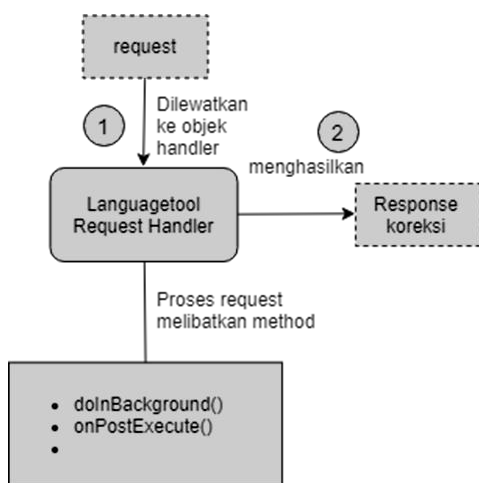 request
1
Dilewatkan
ke objek
handler
2
menghasilkan
Languagetool
Request Handler
Response
koreksi
Proses request
melibatkan method
• doInBackground()
• onPostExecute()
•